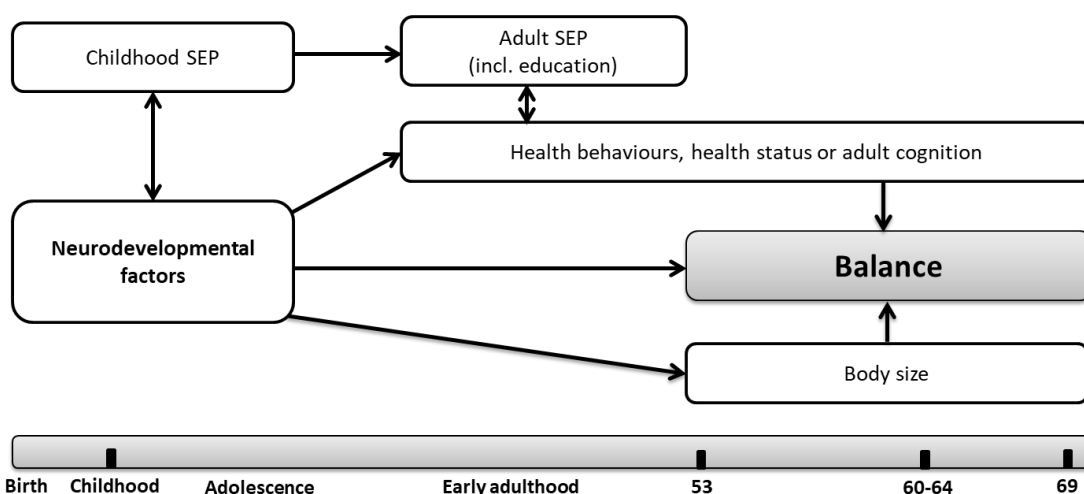 Childhood SEP
Adult SEP
(incl. education)
Health behaviours, health status or adult cognition
Neurodevelopmental
factors
Balance
Body size
Birth Childhood Adolescence Early adulthood 53 60-64 69